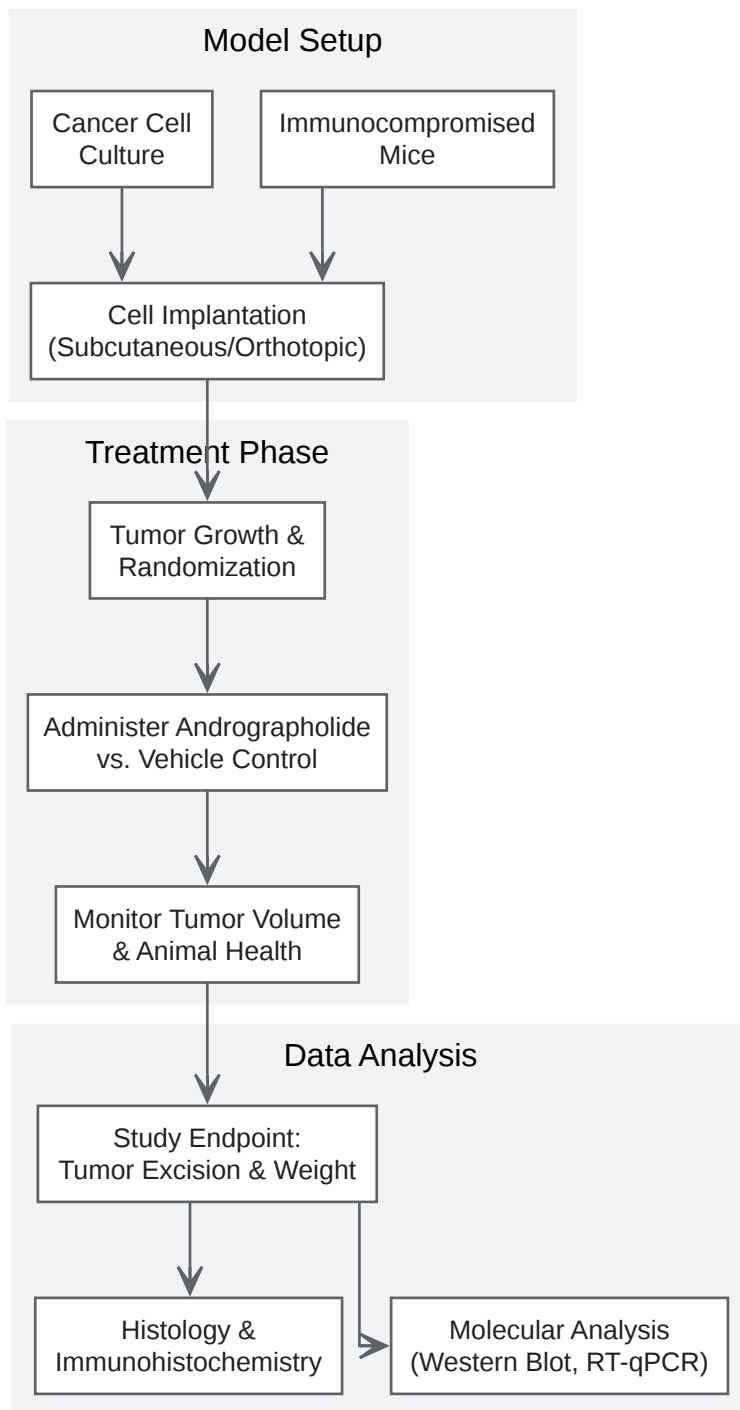 Model Setup
Cancer Cell
Culture
Immunocompromised
Mice
Cell Implantation
(Subcutaneous/Orthotopic)
Treatment Phase
Tumor Growth &
Randomization
Administer Andrographolide
vs. Vehicle Control
Monitor Tumor Volume
& Animal Health
Data Analysis
Study Endpoint:
Tumor Excision & Weight
Histology &
Immunohistochemistry
Molecular Analysis
(Western Blot, RT-qPCR)